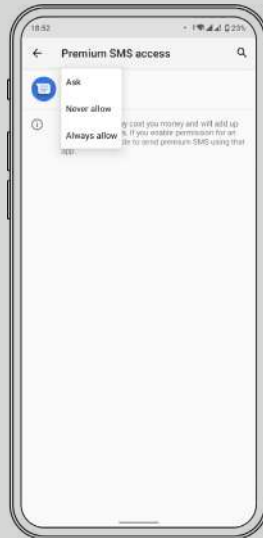 18:52
23%
Premium SMS access
Ask
Never allow
Always allow
cost you money and will add up
If you enable permission for an
to send premium SMS using that
app.